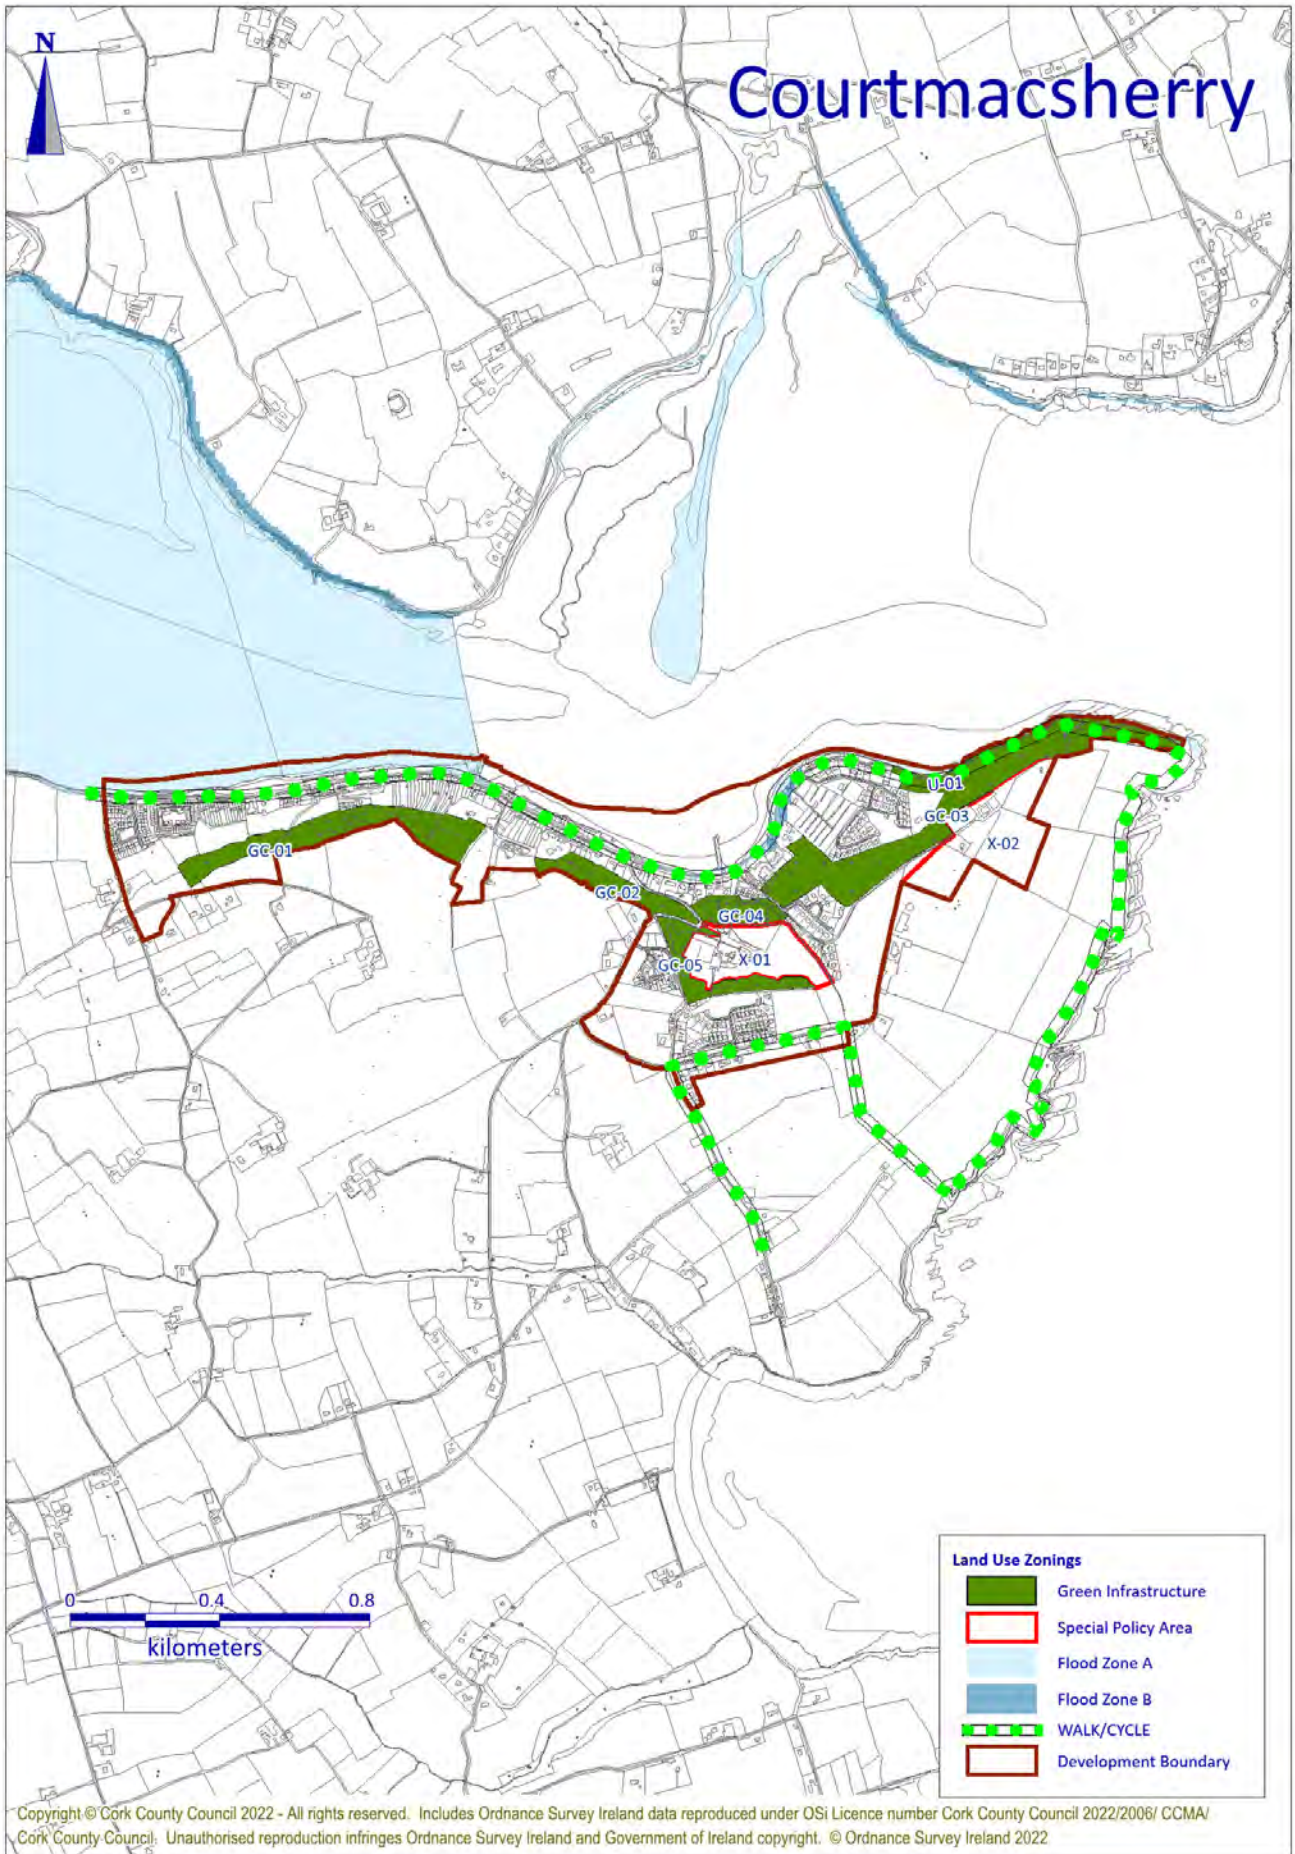 N
Courtmacsherry
U-01
GC-03
X-02
GC-01
GC-02
GC-04
GC-05
X-01
Land Use Zonings
Green Infrastructure
Special Policy Area
Flood Zone A
Flood Zone B
WALK/CYCLE
Development Boundary
0 0.4 0.8
kilometers
Copyright © Cork County Council 2022 - All rights reserved. Includes Ordnance Survey Ireland data reproduced under OSi Licence number Cork County Council 2022/2006/ CCMA/
Cork County Council. Unauthorised reproduction infringes Ordnance Survey Ireland and Government of Ireland copyright. © Ordnance Survey Ireland 2022